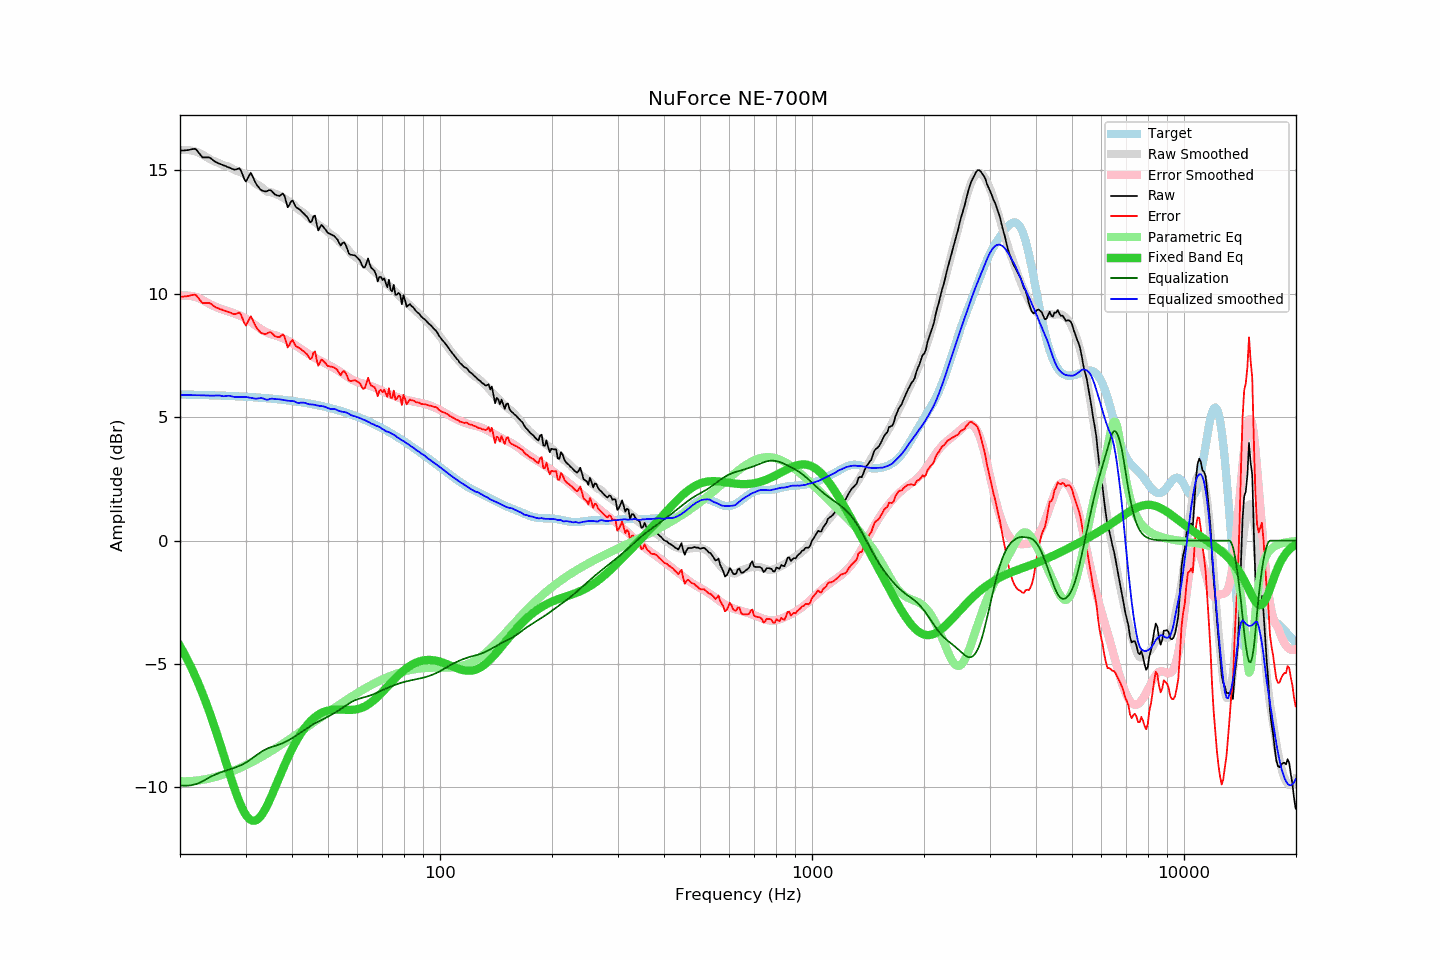 NuForce NE-700M
Target
Raw Smoothed
Error Smoothed
Raw
Error
Parametric Eq
Fixed Band Eq
Equalization
Equalized smoothed
15
10
5
0
−5
−10
Amplitude (dBr)
100
1000
10000
Frequency (Hz)